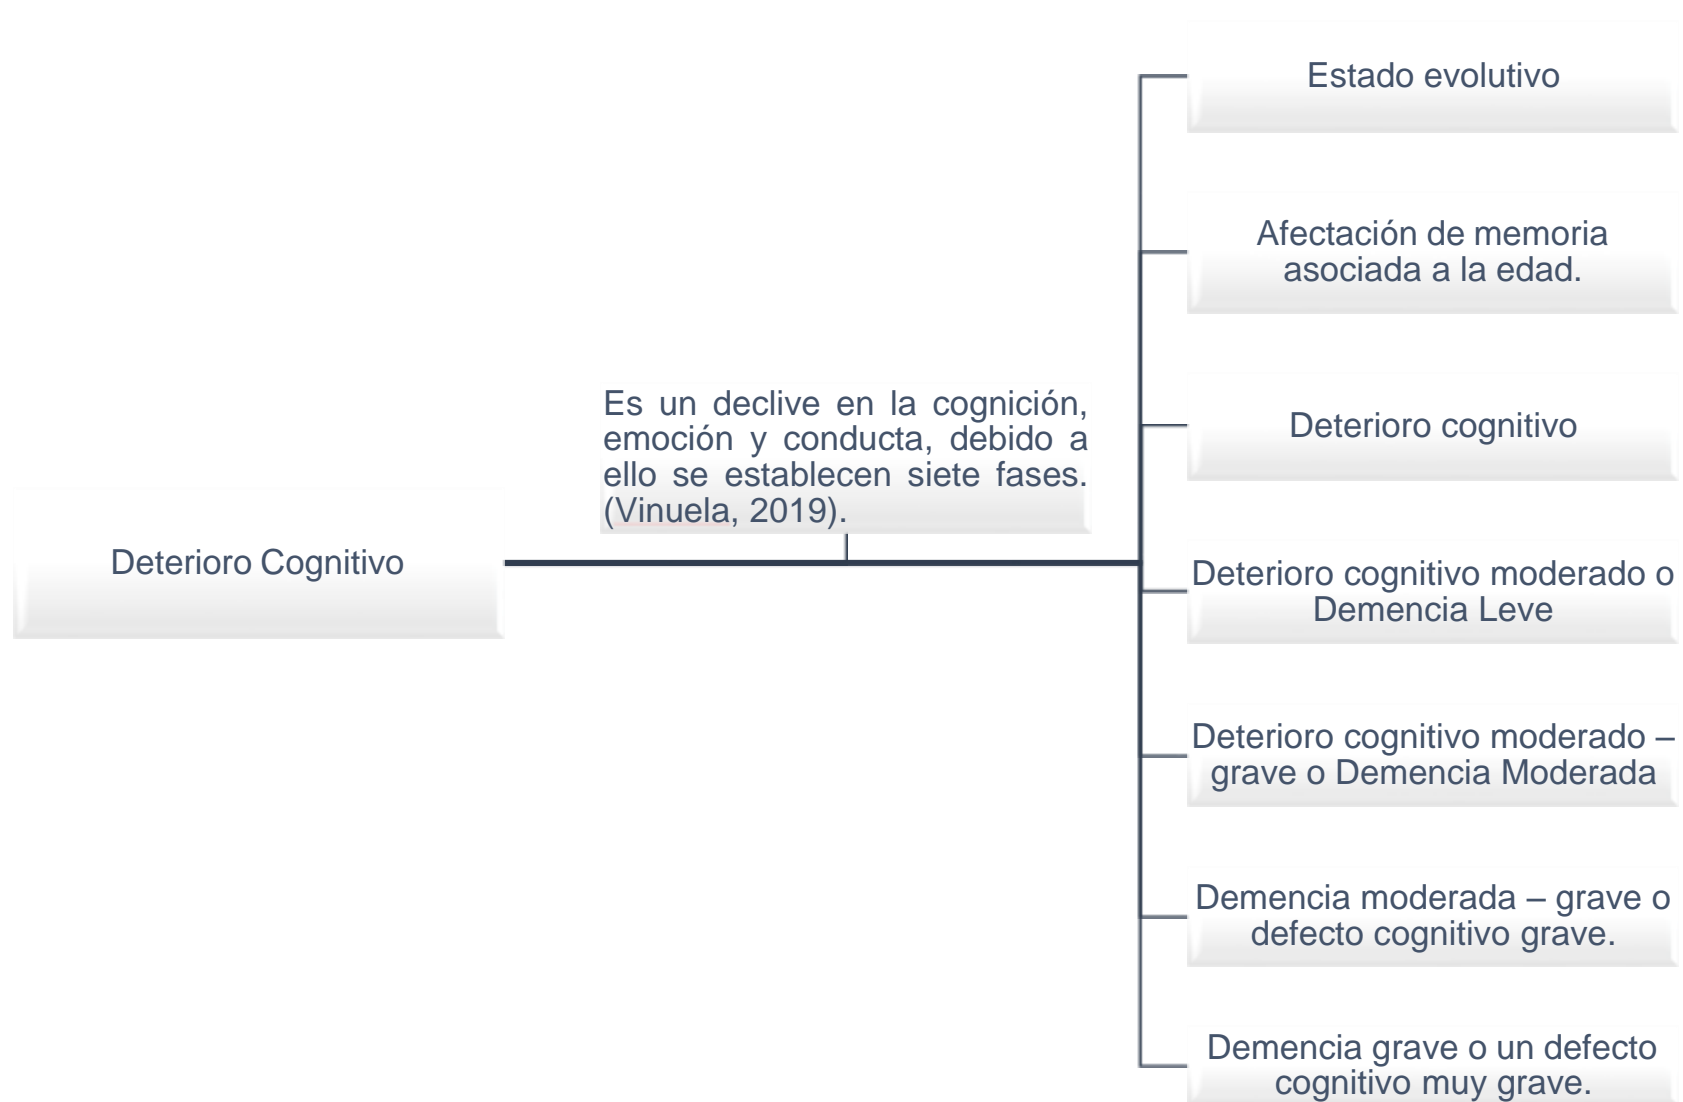 Deterioro Cognitivo
Es un declive en la cognición,
emoción y conducta, debido a
ello se establecen siete fases.
(Vinuela, 2019).
Estado evolutivo
Afectación de memoria
asociada a la edad.
Deterioro cognitivo
Deterioro cognitivo moderado o
Demencia Leve
Deterioro cognitivo moderado –
grave o Demencia Moderada
Demencia moderada – grave o
defecto cognitivo grave.
Demencia grave o un defecto
cognitivo muy grave.